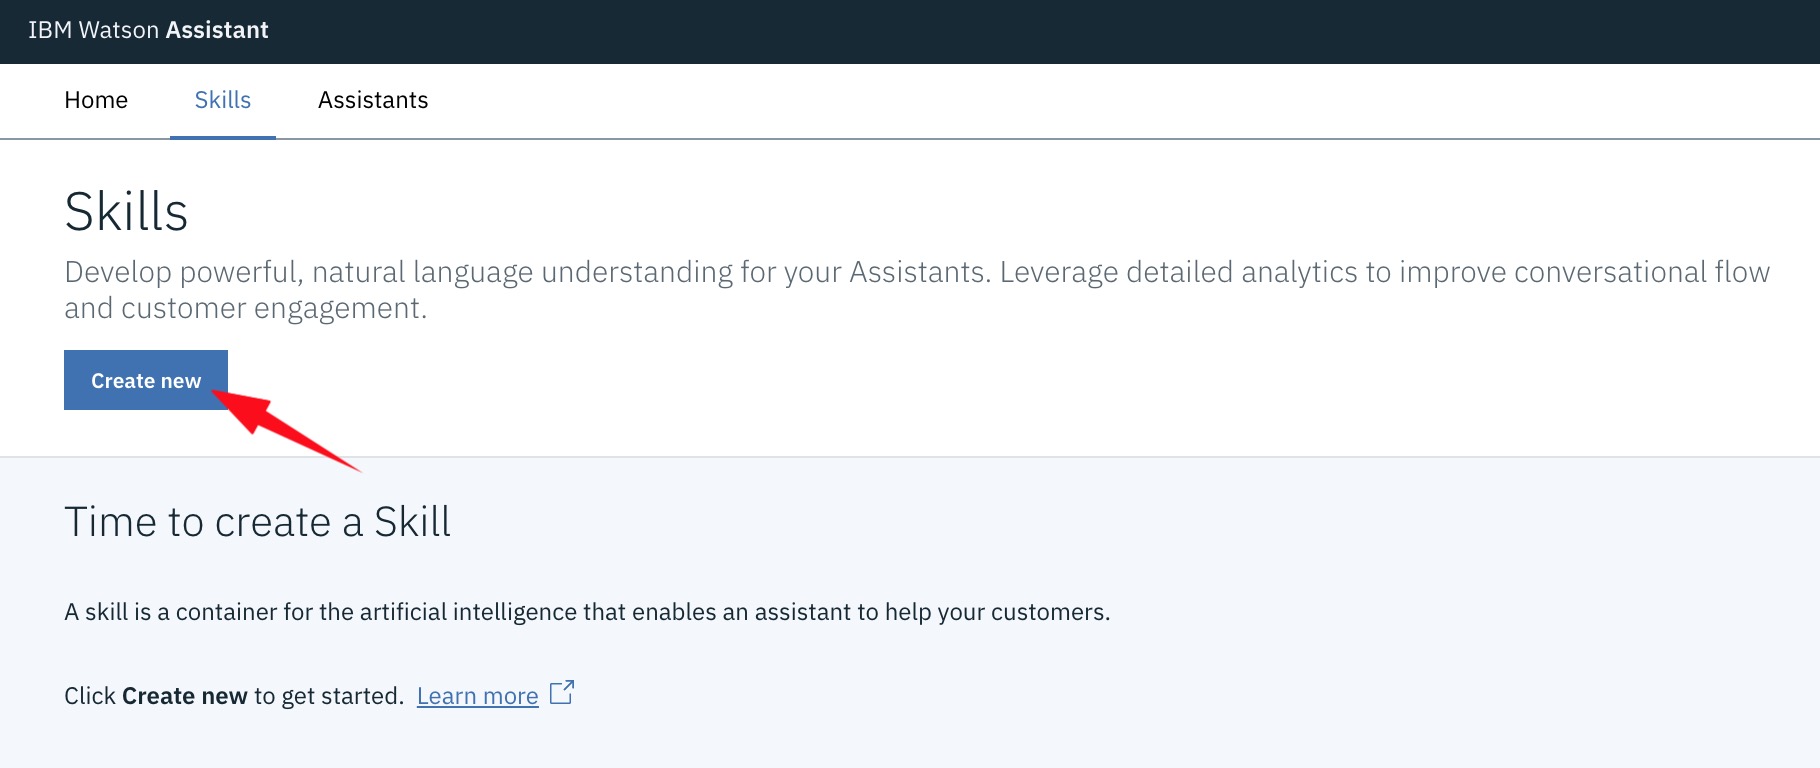 IBM Watson Assistant
Home Skills Assistants
Skills
Develop powerful, natural language understanding for your Assistants. Leverage detailed analytics to improve conversational flow
and customer engagement.
Create new
Time to create a Skill
A skill is a container for the artificial intelligence that enables an assistant to help your customers.
Click Create new to get started. Learn more